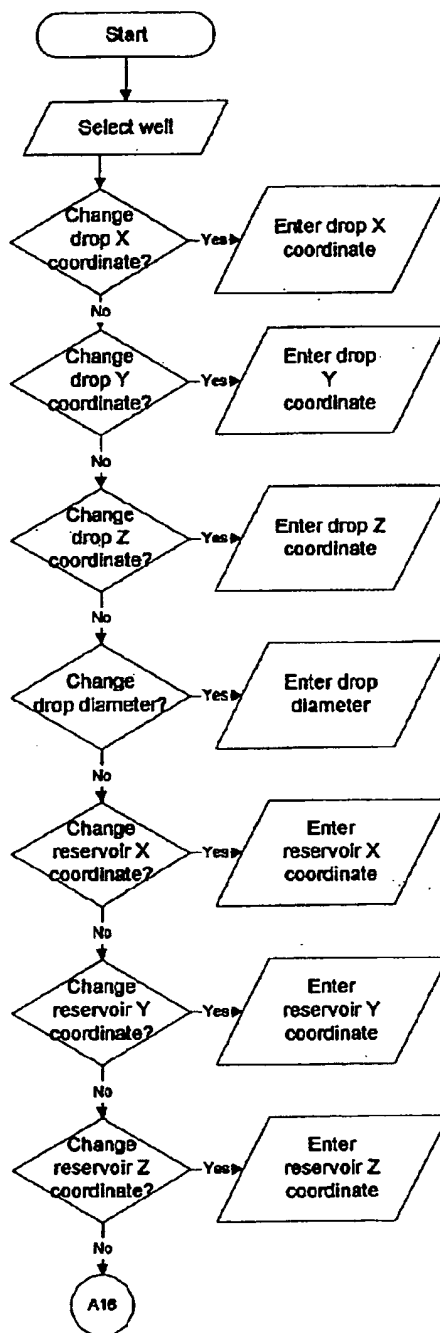 Start
Select well
Change
drop X
coordinate?
Yes
Enter drop X
coordinate
No
Change
drop Y
coordinate?
Yes
Enter drop
Y
coordinate
No
Change
drop Z
coordinate?
Yes
Enter drop Z
coordinate
No
Change
drop diameter?
Yes
Enter drop
diameter
No
Change
reservoir X
coordinate?
Yes
Enter
reservoir X
coordinate
No
Change
reservoir Y
coordinate?
Yes
Enter
reservoir Y
coordinate
No
Change
reservoir Z
coordinate?
Yes
Enter
reservoir Z
coordinate
No
A16